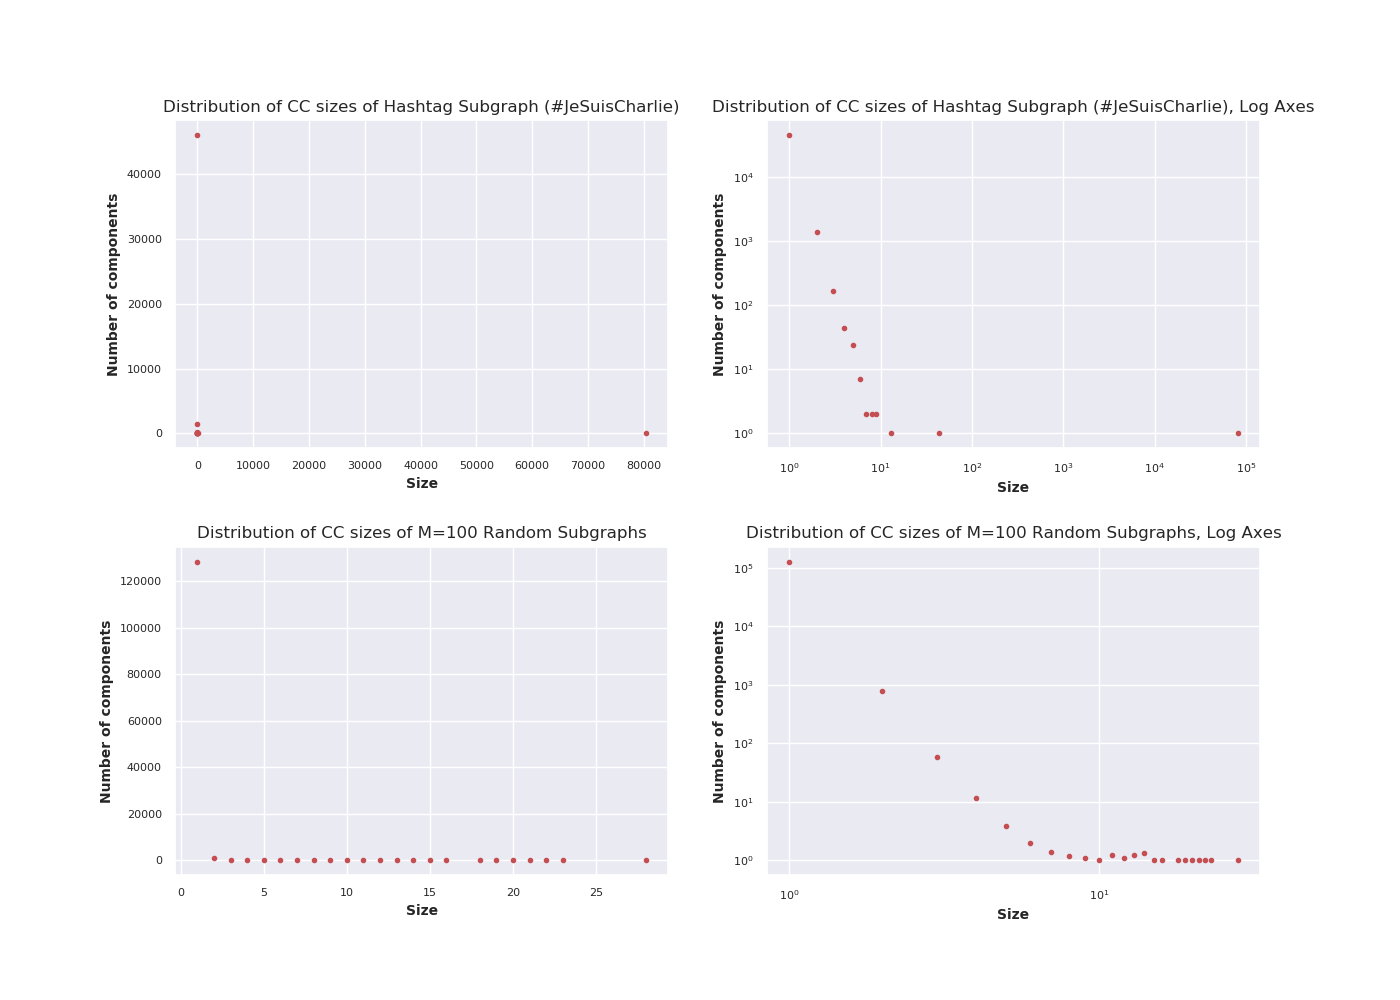 Distribution of CC sizes of Hashtag Subgraph (#JeSuisCharlie)
Number of components
40000
30000
20000
10000
0
0 10000 20000 30000 40000 50000 60000 70000 80000
Size
Distribution of CC sizes of Hashtag Subgraph (#JeSuisCharlie), Log Axes
Number of components
10⁴
10³
10²
10¹
10⁰
10⁰ 10¹ 10² 10³ 10⁴ 10⁵
Size
Distribution of CC sizes of M=100 Random Subgraphs
Number of components
120000
100000
80000
60000
40000
20000
0
0 5 10 15 20 25
Size
Distribution of CC sizes of M=100 Random Subgraphs, Log Axes
Number of components
10⁵
10⁴
10³
10²
10¹
10⁰
10⁰ 10¹
Size